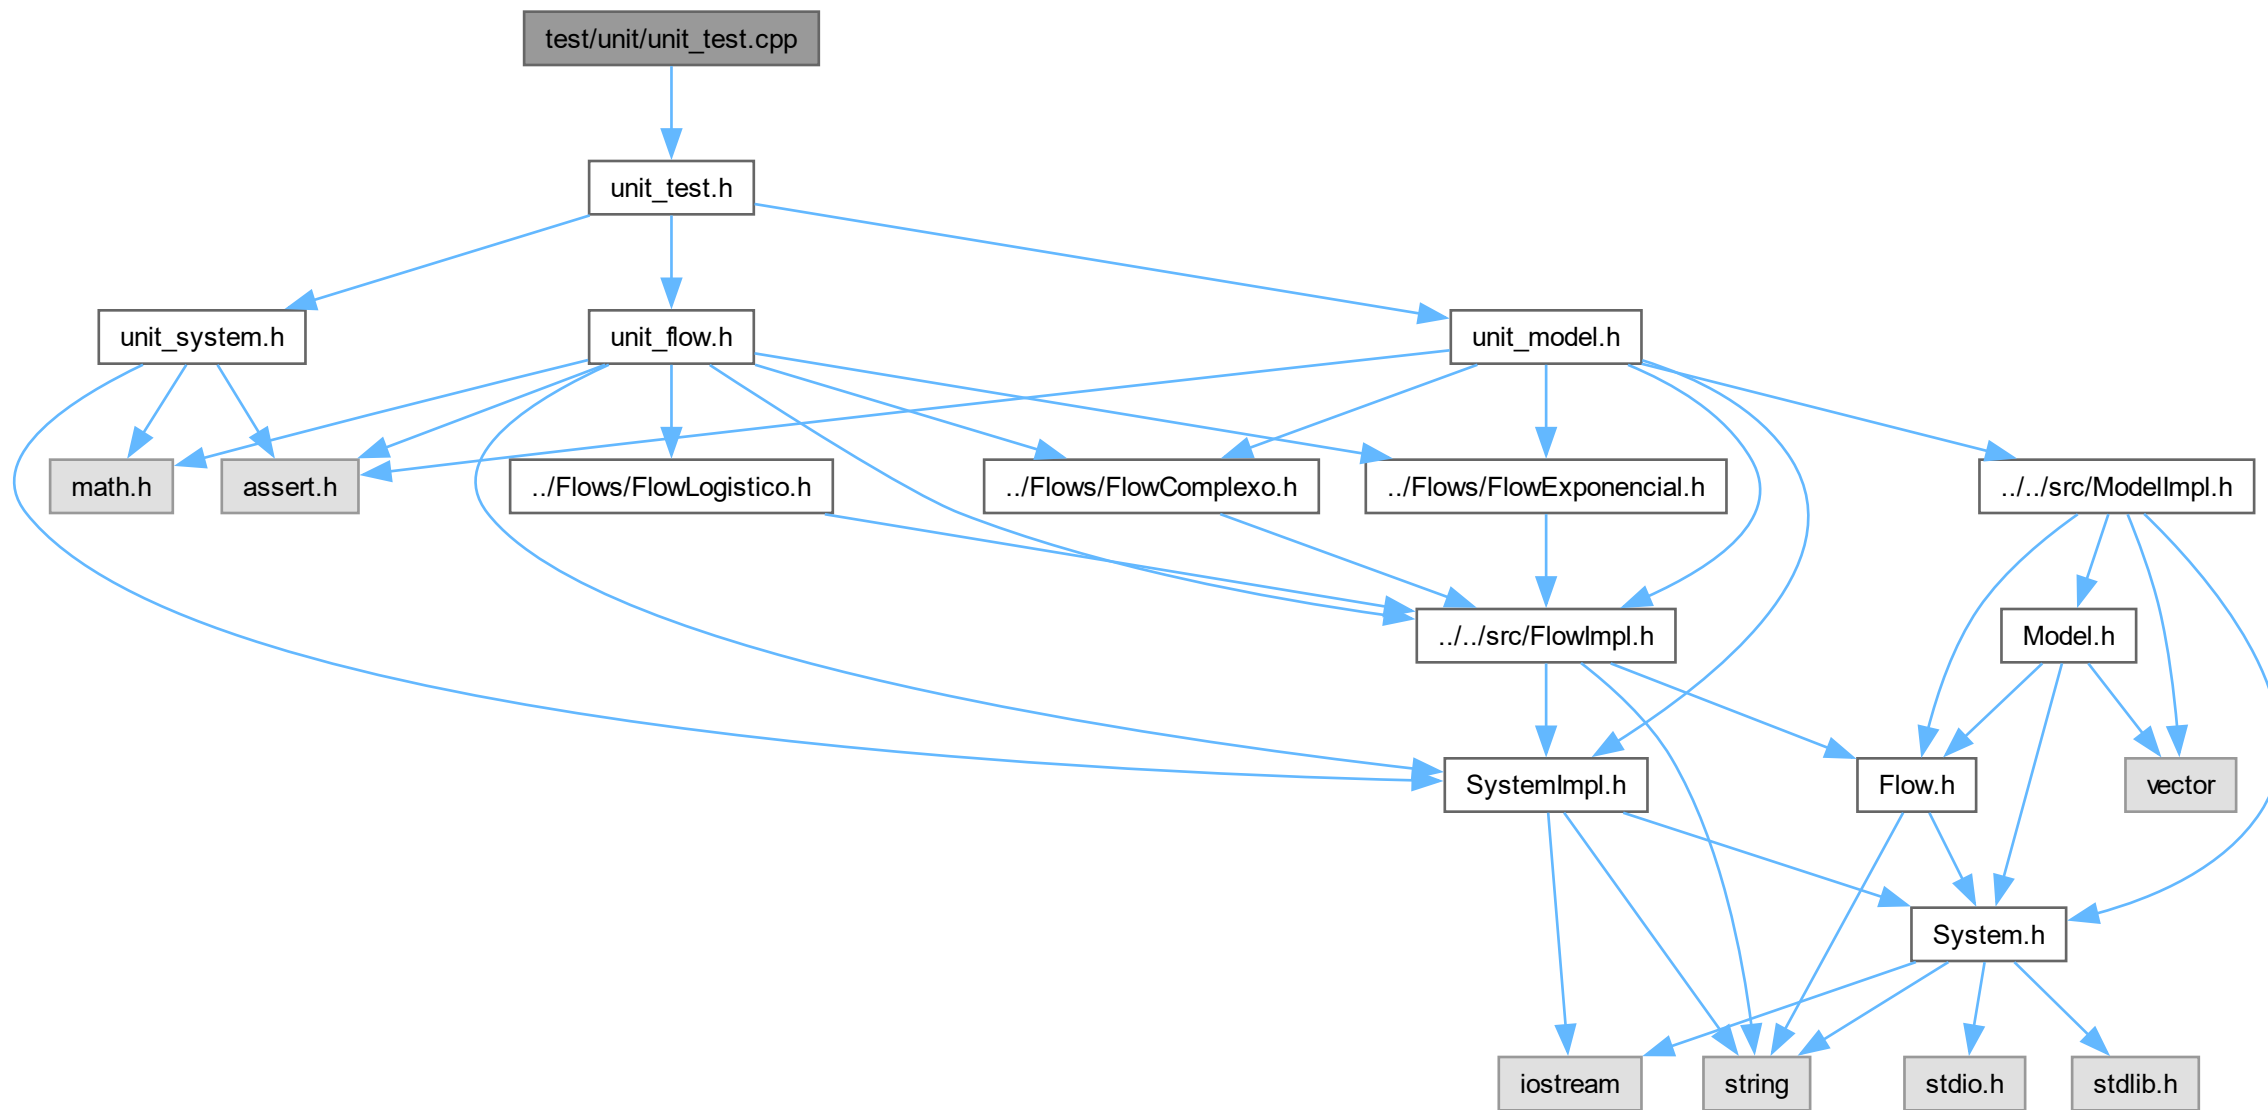 test/unit/unit_test.cpp
unit_test.h
unit_system.h
unit_flow.h
unit_model.h
math.h
assert.h
../Flows/FlowLogistico.h
../Flows/FlowComplexo.h
../Flows/FlowExponencial.h
../../src/ModelImpl.h
../../src/FlowImpl.h
Model.h
SystemImpl.h
Flow.h
vector
System.h
iostream
string
stdio.h
stdlib.h